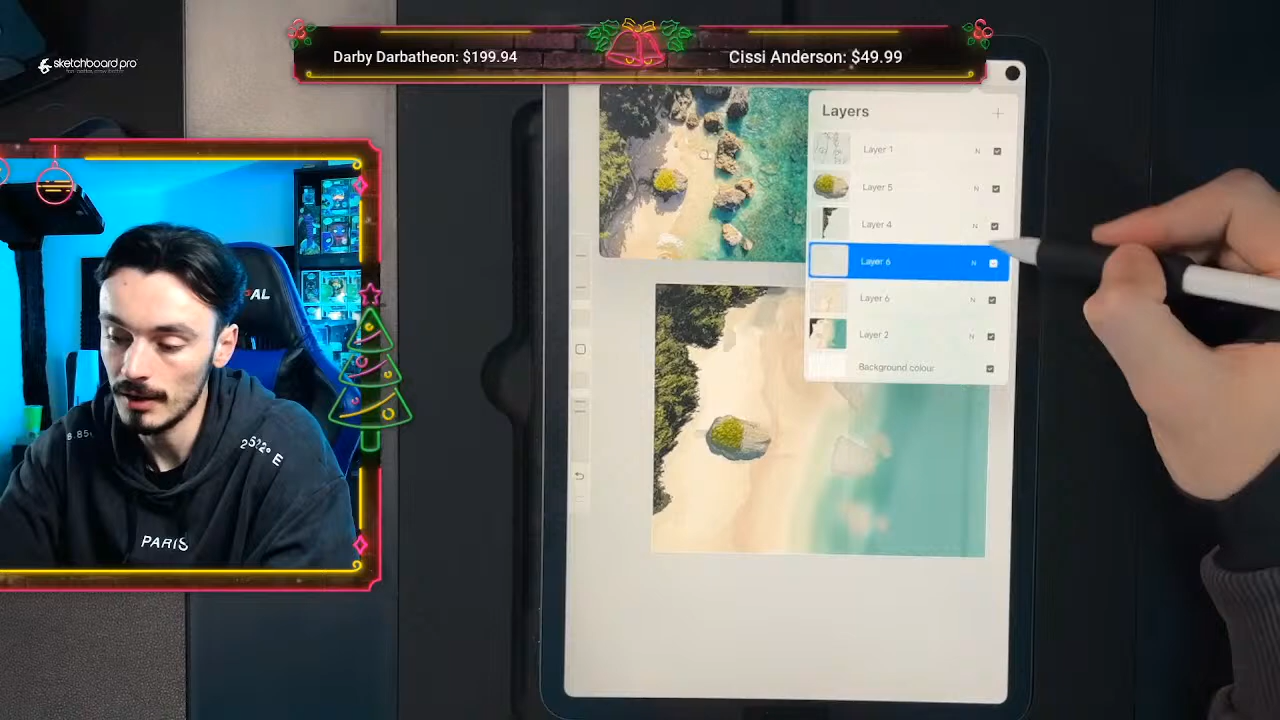 Darby Darbatheon: $199.94
Cissi Anderson: $49.99
sketchboard pro
Layers
Layer 1 N
Layer 5 N
Layer 4 N
Layer 6 N
Layer 6 N
Layer 2 N
Background colour
PARIS